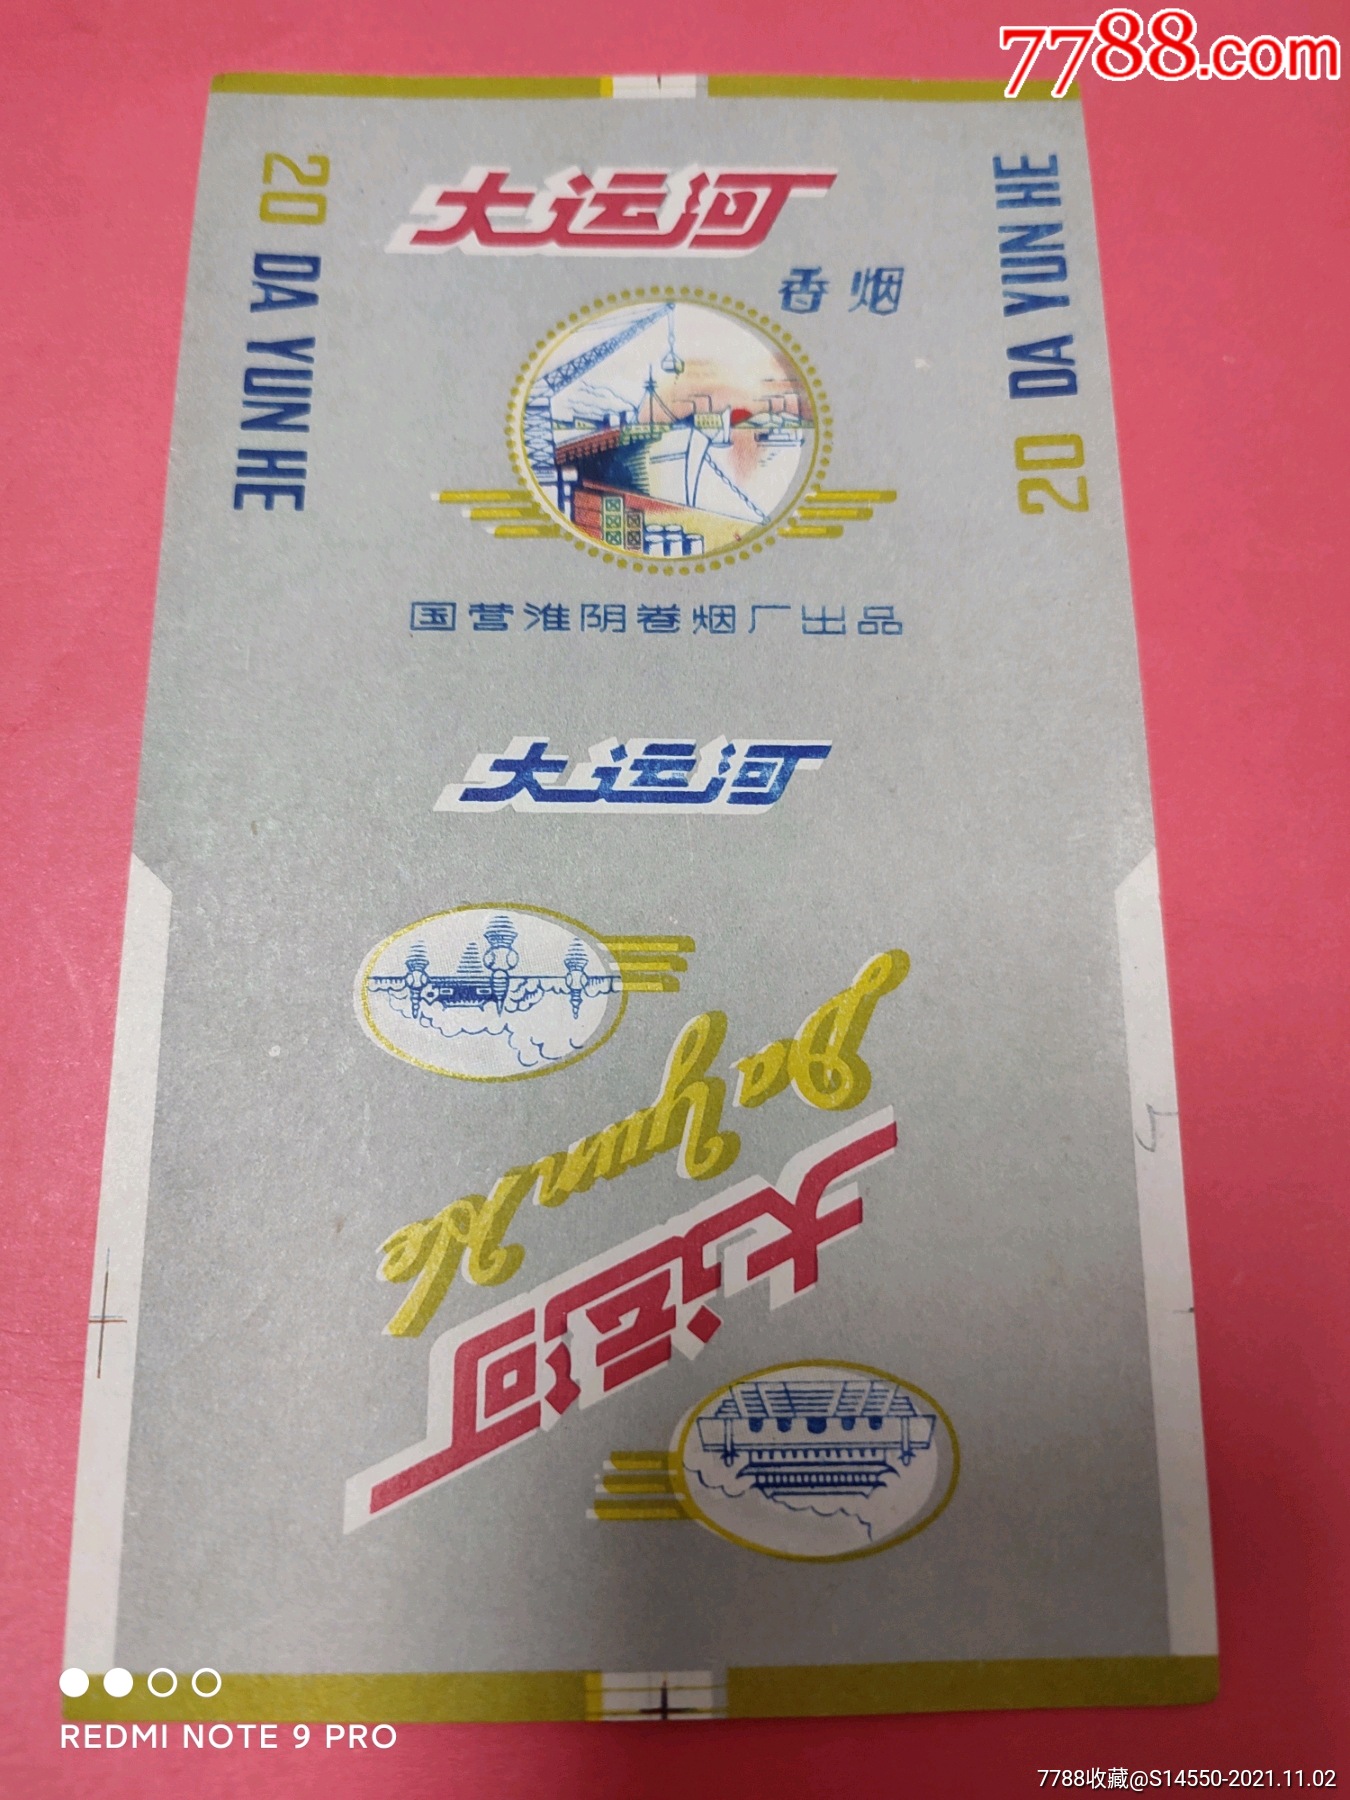 7788.com
20 DA YUN HE
大运河
香烟
20 DA YUN HE
国营淮阴卷烟厂出品
大运河
Da Yun He
大运河
REDMI NOTE 9 PRO
7788收藏@S14550-2021.11.02